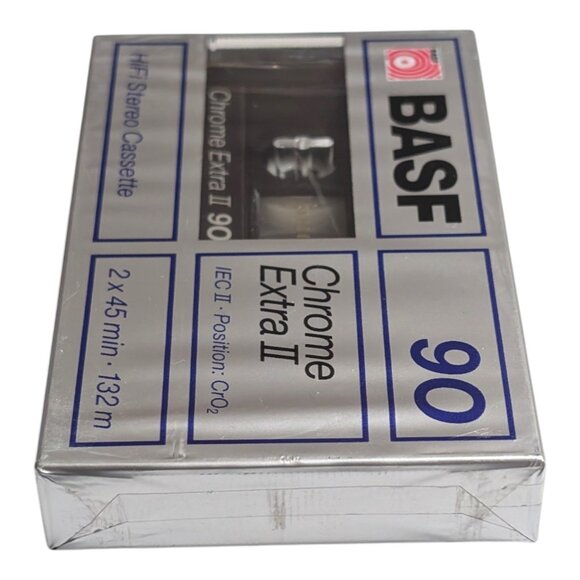 BASF
90
Chrome Extra II 90
Chrome
Extra II
IEC II · Position: CrO₂
HiFi Stereo Cassette
2 x 45 min · 132 m